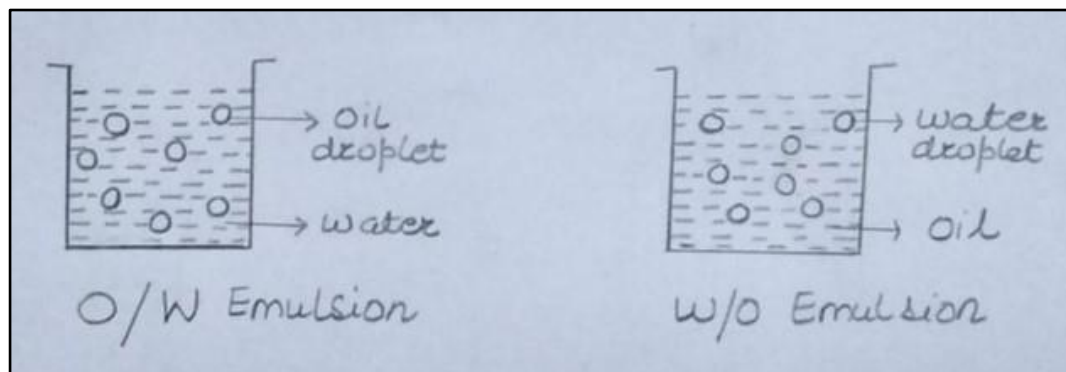 oil
droplet
water
O/W Emulsion
water
droplet
oil
W/O Emulsion